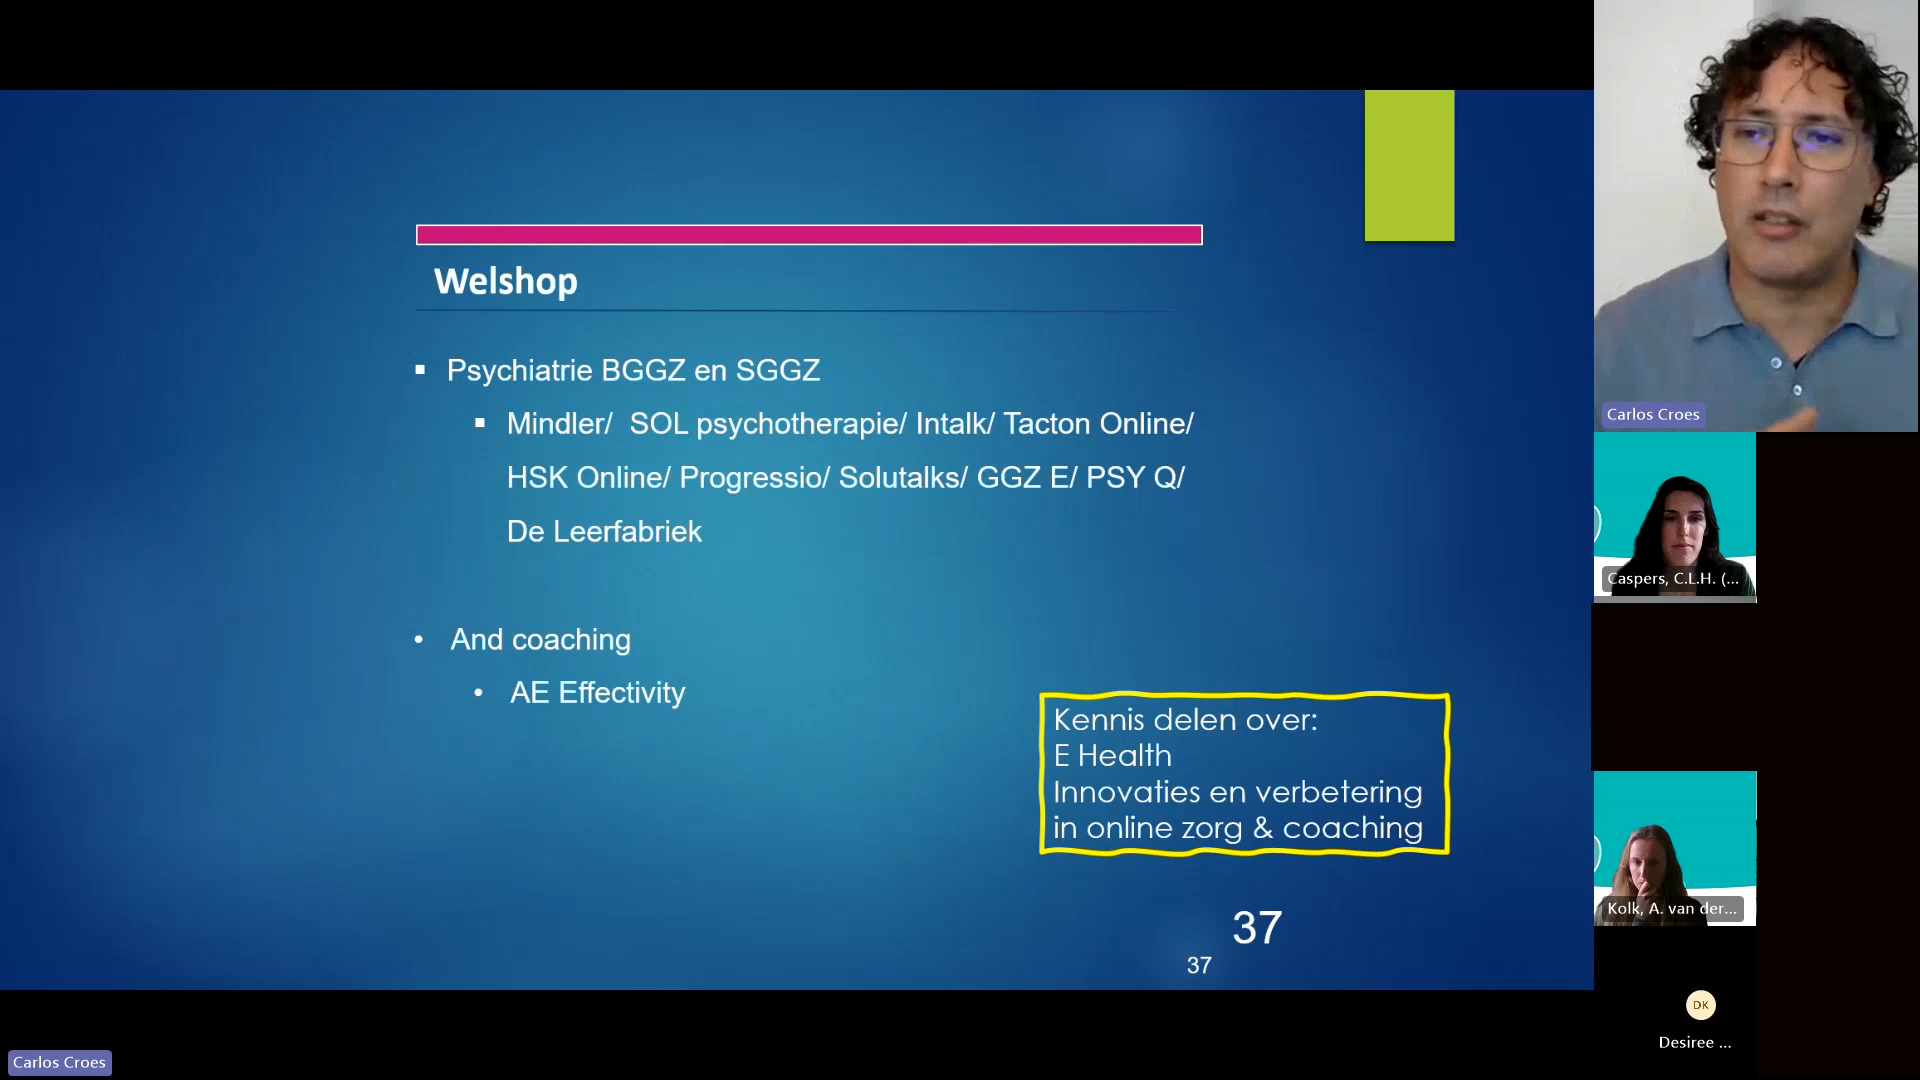 Welshop
Psychiatrie BGGZ en SGGZ
Mindler/ SOL psychotherapie/ Intalk/ Tacton Online/
HSK Online/ Progressio/ Solutalks/ GGZ E/ PSY Q/
De Leerfabriek
And coaching
AE Effectivity
Kennis delen over:
E Health
Innovaties en verbetering
in online zorg & coaching
37
37
Carlos Croes
Caspers, C.L.H. (...
Kolk, A. van der...
DK
Desiree ...
Carlos Croes